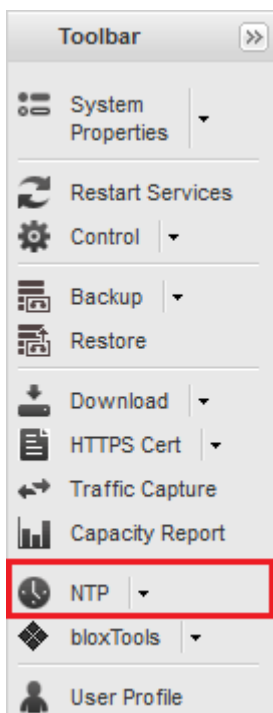 Toolbar
System
Properties
Restart Services
Control
Backup
Restore
Download
HTTPS Cert
Traffic Capture
Capacity Report
NTP
bloxTools
User Profile